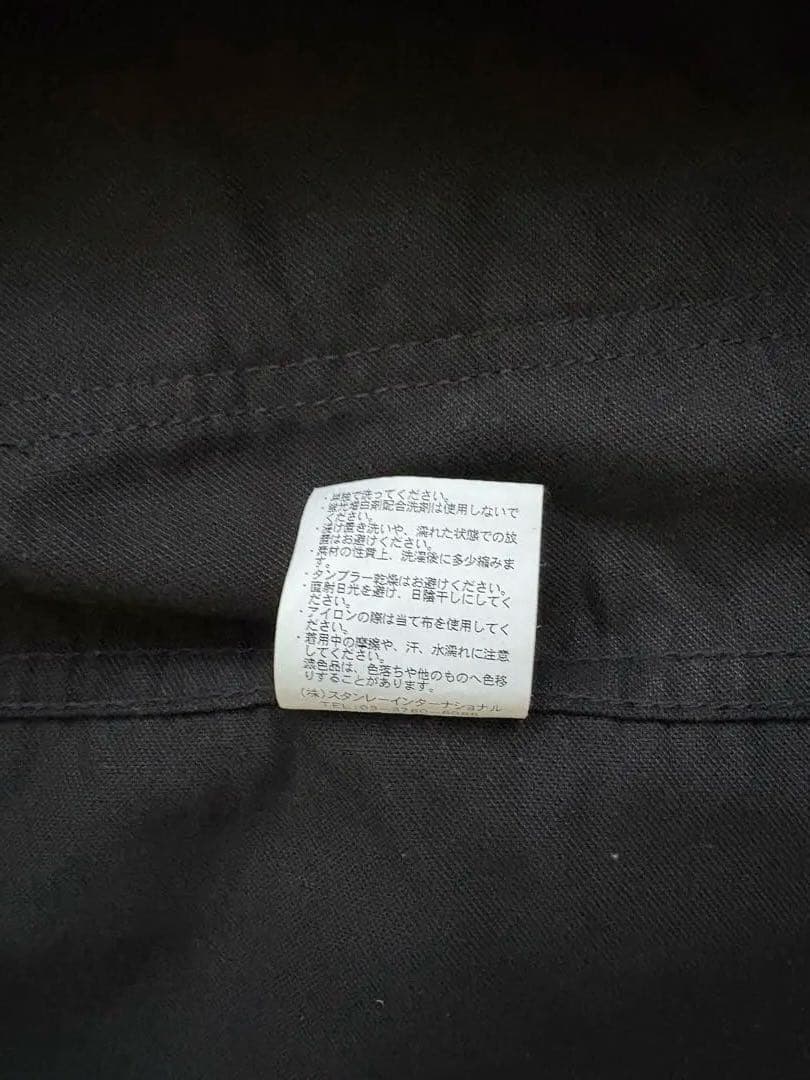 ・単独で洗ってください。
・蛍光増白剤配合洗剤は使用しないで
ください。
・漬け置き洗いや、濡れた状態での放
置はお避けください。
・素材の性質上、洗濯後に多少縮みま
す。
・タンブラー乾燥はお避けください。
・直射日光を避け、日陰干しにしてく
ださい。
・アイロンの際は当て布を使用してく
ださい。
・着用中の摩擦や、汗、水濡れに注意
してください。
濃色品は、色落ちや他のものへ色移
りすることがあります。
(株)スタンレーインターナショナル
TEL:03-3760-6088